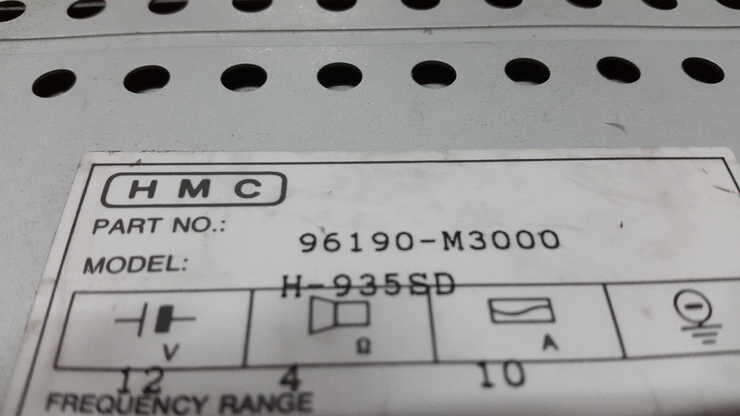 HMC
PART NO.: 96190-M3000
MODEL: H-935SD
V Ω A
12 4 10
FREQUENCY RANGE